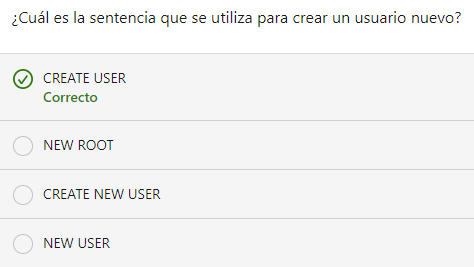 ¿Cuál es la sentencia que se utiliza para crear un usuario nuevo?
CREATE USER
Correcto
NEW ROOT
CREATE NEW USER
NEW USER